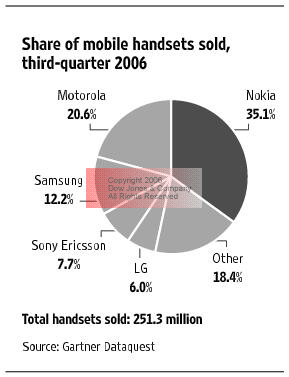 Share of mobile handsets sold,
third-quarter 2006
Motorola
20.6%
Nokia
35.1%
Samsung
12.2%
Copyright 2006
Dow Jones & Company
All Rights Reserved
Sony Ericsson
7.7%
LG
6.0%
Other
18.4%
Total handsets sold: 251.3 million
Source: Gartner Dataquest